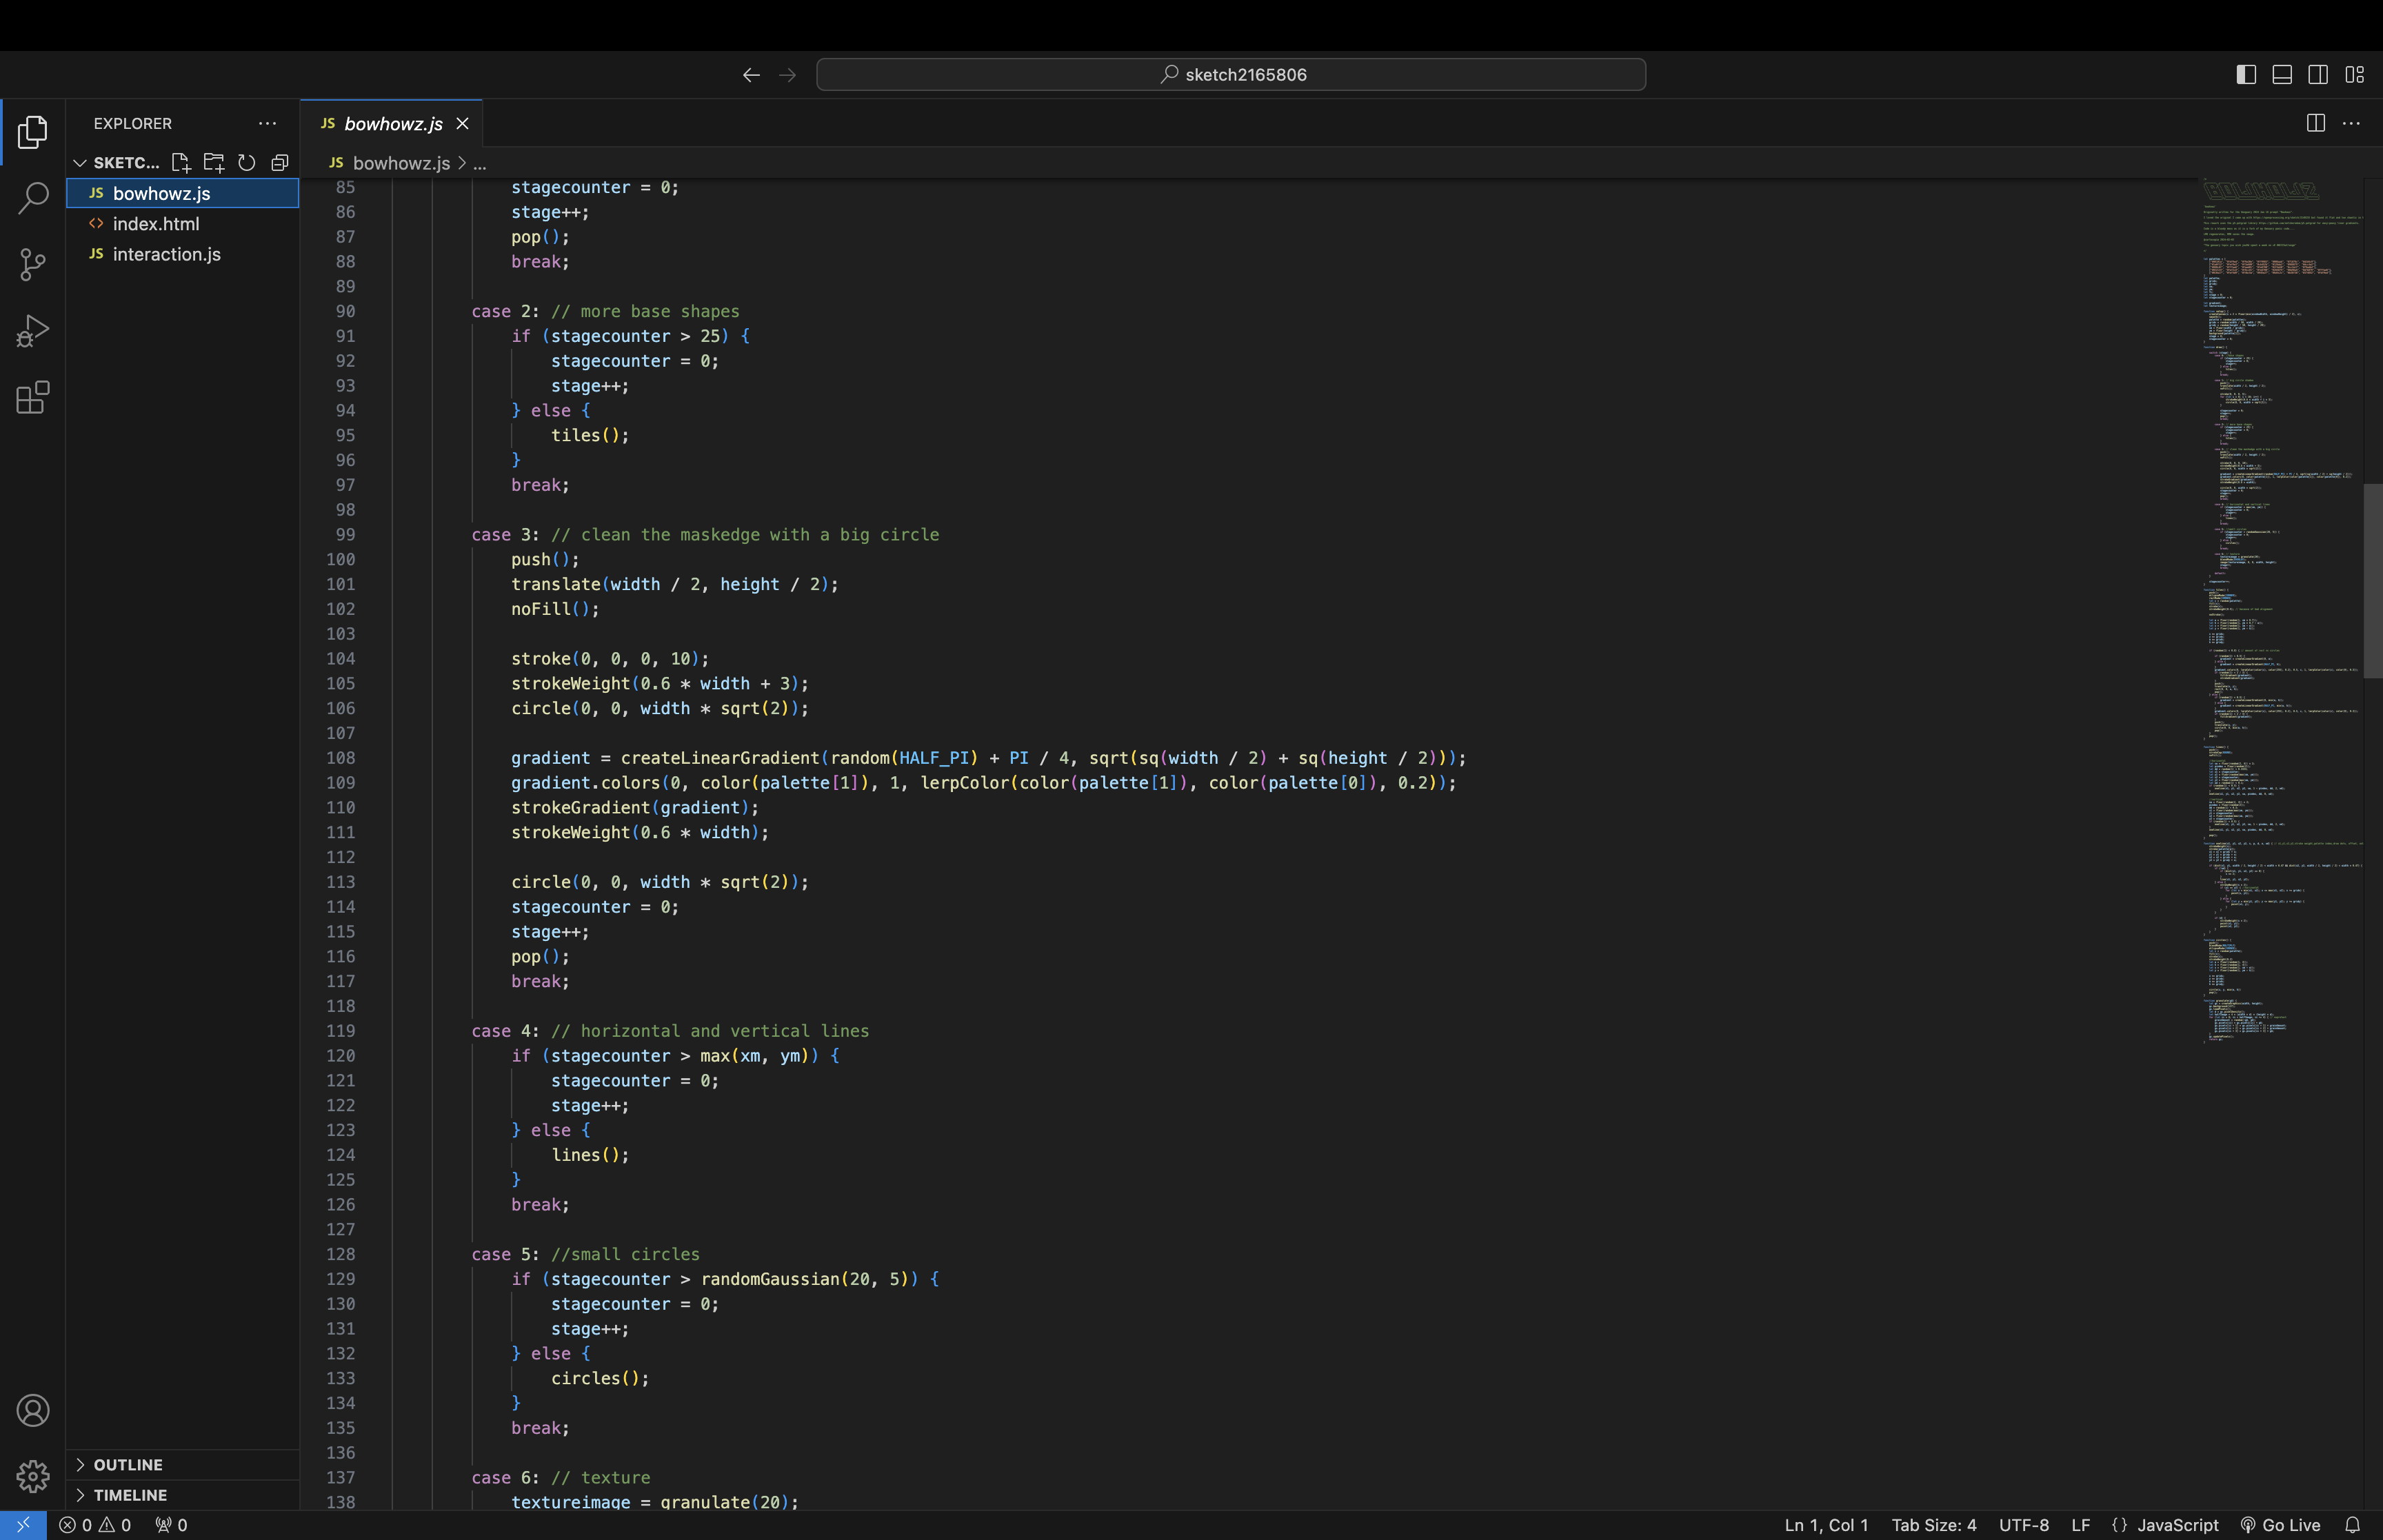 sketch2165806
EXPLORER
bowhowz.js
SKETC...
bowhowz.js > ...
bowhowz.js
index.html
interaction.js
85 stagecounter = 0;
86 stage++;
87 pop();
88 break;
89
90 case 2: // more base shapes
91 if (stagecounter > 25) {
92 stagecounter = 0;
93 stage++;
94 } else {
95 tiles();
96 }
97 break;
98
99 case 3: // clean the maskedge with a big circle
100 push();
101 translate(width / 2, height / 2);
102 noFill();
103
104 stroke(0, 0, 0, 10);
105 strokeWeight(0.6 * width + 3);
106 circle(0, 0, width * sqrt(2));
107
108 gradient = createLinearGradient(random(HALF_PI) + PI / 4, sqrt(sq(width / 2) + sq(height / 2)));
109 gradient.colors(0, color(palette[1]), 1, lerpColor(color(palette[1]), color(palette[0]), 0.2));
110 strokeGradient(gradient);
111 strokeWeight(0.6 * width);
112
113 circle(0, 0, width * sqrt(2));
114 stagecounter = 0;
115 stage++;
116 pop();
117 break;
118
119 case 4: // horizontal and vertical lines
120 if (stagecounter > max(xm, ym)) {
121 stagecounter = 0;
122 stage++;
123 } else {
124 lines();
125 }
126 break;
127
128 case 5: //small circles
129 if (stagecounter > randomGaussian(20, 5)) {
130 stagecounter = 0;
131 stage++;
132 } else {
133 circles();
134 }
135 break;
136
137 case 6: // texture
138 textureimage = granulate(20);
OUTLINE
TIMELINE
0 0 0
Ln 1, Col 1 Tab Size: 4 UTF-8 LF {} JavaScript Go Live